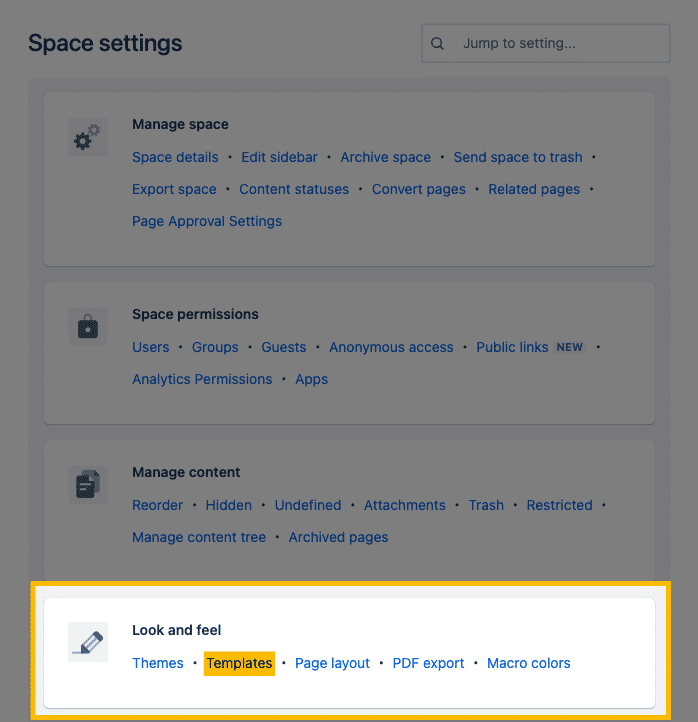 Space settings
Jump to setting...
Manage space
Space details • Edit sidebar • Archive space • Send space to trash •
Export space • Content statuses • Convert pages • Related pages •
Page Approval Settings
Space permissions
Users • Groups • Guests • Anonymous access • Public links NEW •
Analytics Permissions • Apps
Manage content
Reorder • Hidden • Undefined • Attachments • Trash • Restricted •
Manage content tree • Archived pages
Look and feel
Themes • Templates • Page layout • PDF export • Macro colors